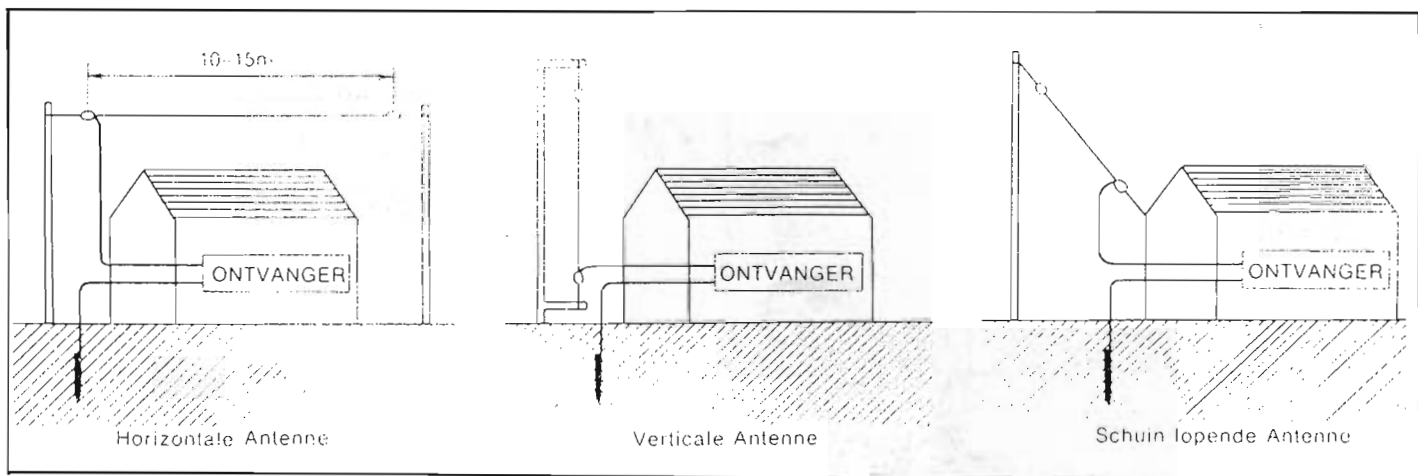 10-15m
ONTVANGER
ONTVANGER
ONTVANGER
Horizontale Antenne
Verticale Antenne
Schuin lopende Antenne